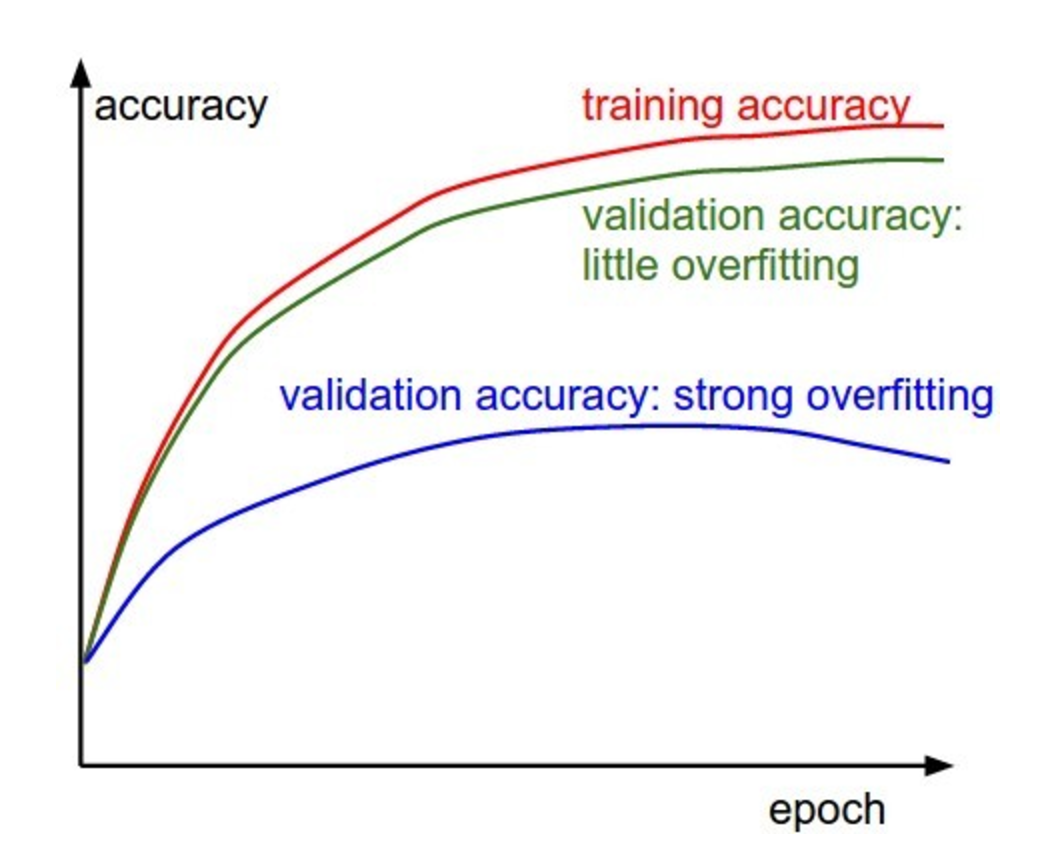 accuracy
training accuracy
validation accuracy:
little overfitting
validation accuracy: strong overfitting
epoch